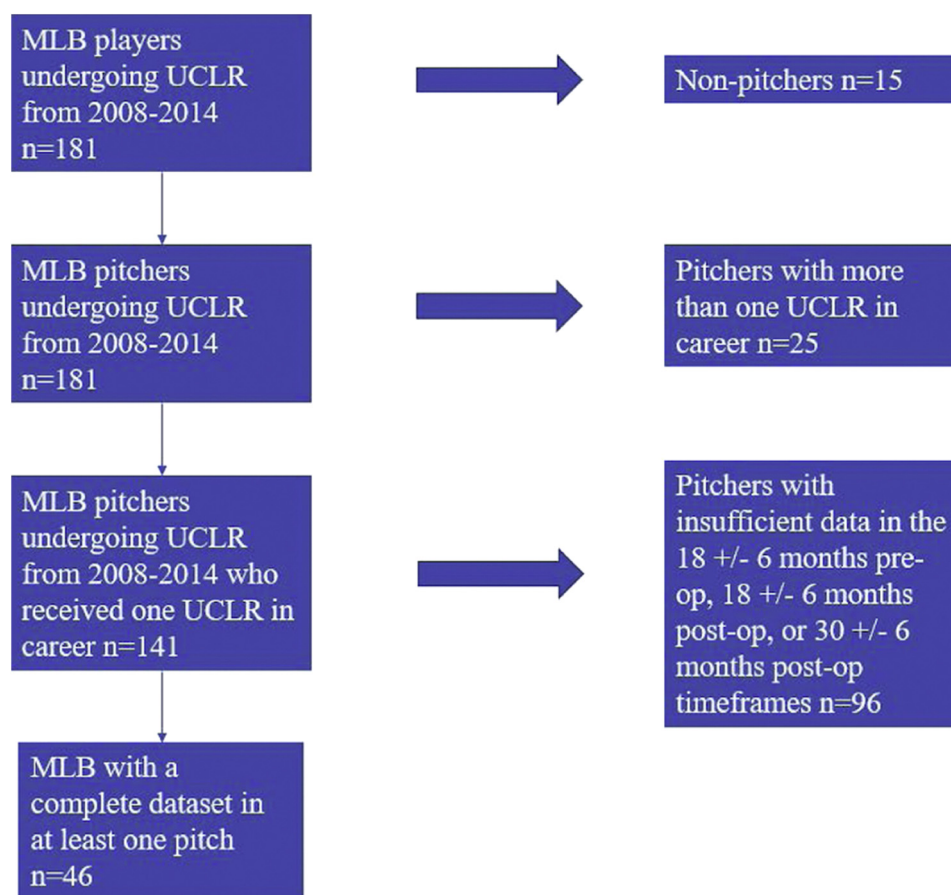 MLB players
undergoing UCLR
from 2008-2014
n=181
Non-pitchers n=15
MLB pitchers
undergoing UCLR
from 2008-2014
n=181
Pitchers with more
than one UCLR in
career n=25
MLB pitchers
undergoing UCLR
from 2008-2014 who
received one UCLR in
career n=141
Pitchers with
insufficient data in the
18 +/- 6 months pre-
op, 18 +/- 6 months
post-op, or 30 +/- 6
months post-op
timeframes n=96
MLB with a
complete dataset in
at least one pitch
n=46